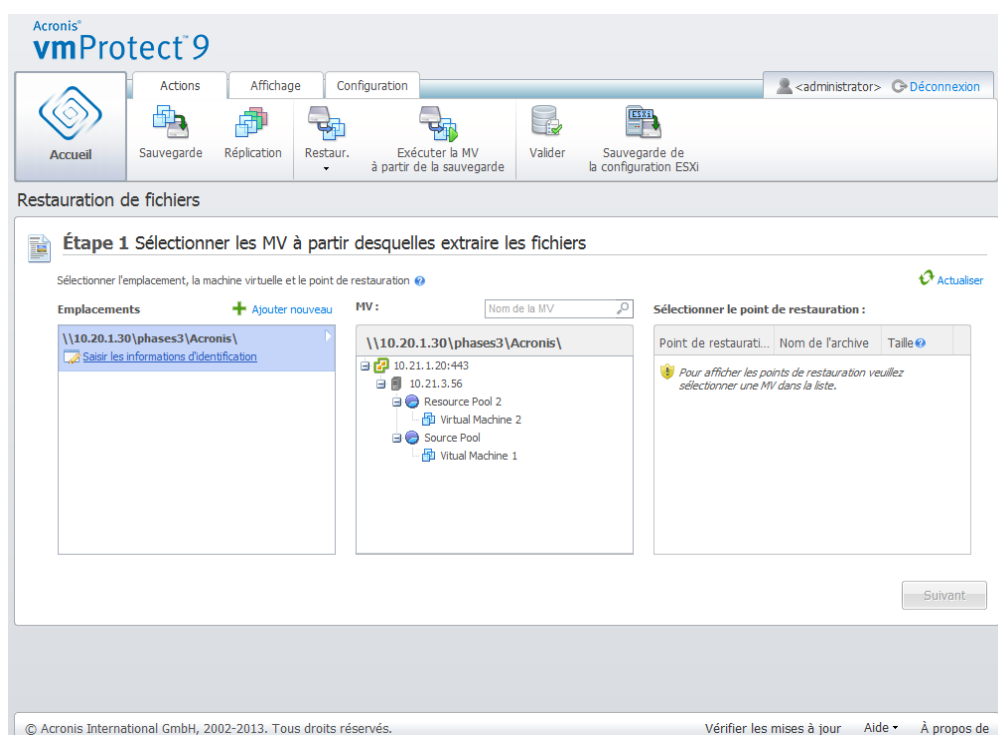 Acronis®
vmProtect™ 9
Actions
Affichage
Configuration
<administrator>
Déconnexion
Accueil
Sauvegarde
Réplication
Restaur.
Exécuter la MV
à partir de la sauvegarde
Valider
ESXi
Sauvegarde de
la configuration ESXi
Restauration de fichiers
Étape 1 Sélectionner les MV à partir desquelles extraire les fichiers
Sélectionner l'emplacement, la machine virtuelle et le point de restauration
Actualiser
Emplacements
Ajouter nouveau
MV :
Nom de la MV
Sélectionner le point de restauration :
\\10.20.1.30\phases3\Acronis\
Saisir les informations d'identification
\\10.20.1.30\phases3\Acronis\
10.21.1.20:443
10.21.3.56
Resource Pool 2
Virtual Machine 2
Source Pool
Vitual Machine 1
Point de restaurati...
Nom de l'archive
Taille
Pour afficher les points de restauration veuillez
sélectionner une MV dans la liste.
Suivant
© Acronis International GmbH, 2002-2013. Tous droits réservés.
Vérifier les mises à jour
Aide
À propos de